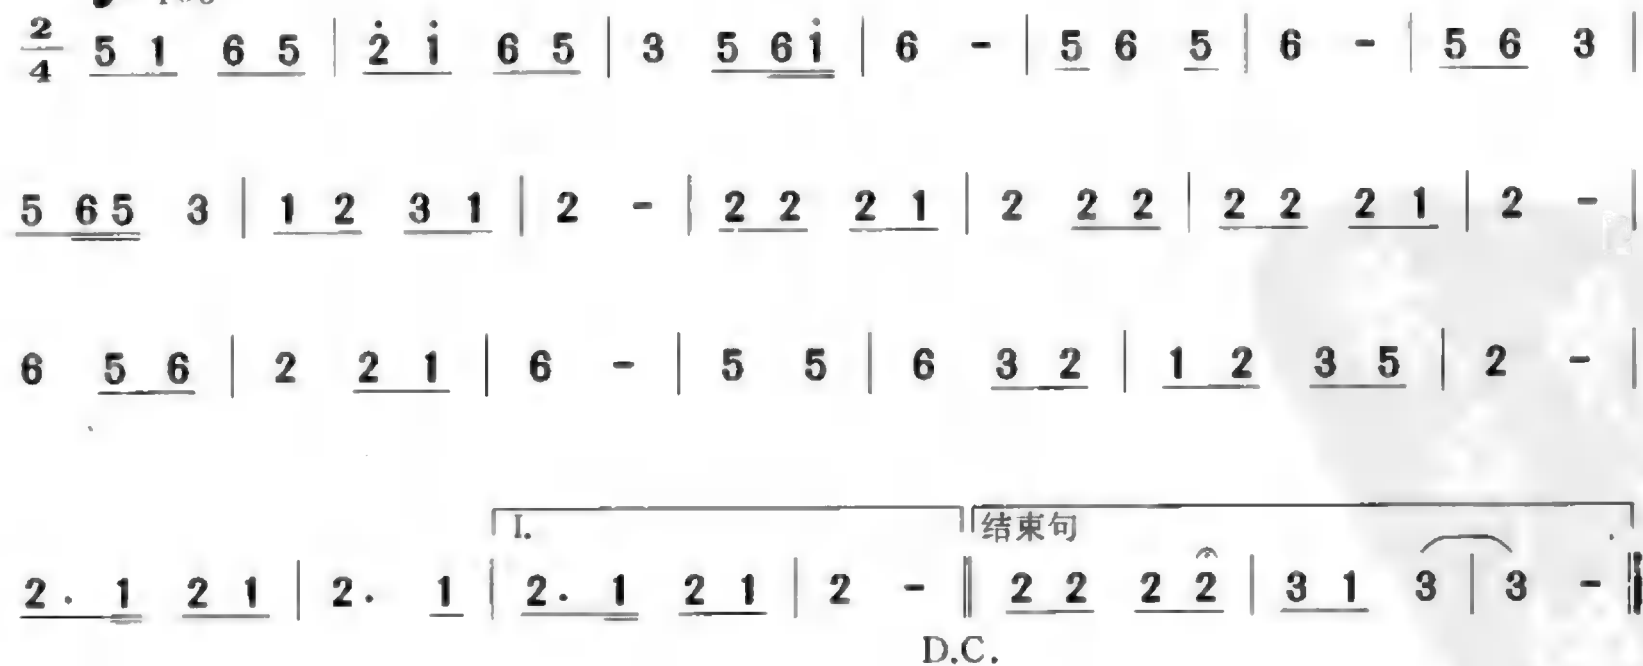 2/4 5 1 6 5 | 2̇ i̇ 6 5 | 3 5 6 i̇ | 6 - | 5 6 5 | 6 - | 5 6 3 |
5 6 5 3 | 1 2 3 1 | 2 - | 2 2 2 1 | 2 2 2 | 2 2 2 1 | 2 - |
6 5 6 | 2 2 1 | 6 - | 5 5 | 6 3 2 | 1 2 3 5 | 2 - |
I. 结束句
2. 1 2 1 | 2. 1 | 2. 1 2 1 | 2 - || 2 2 2 2 | 3 1 3 | 3 - ||
D.C.